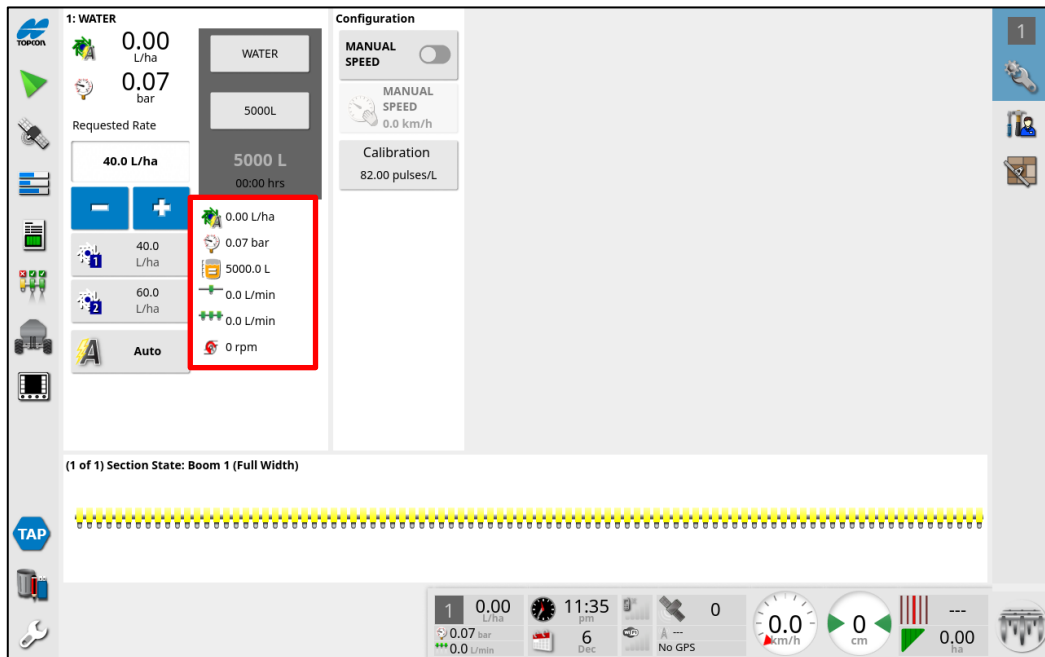 TOPCON
1: WATER
0.00
L/ha
0.07
bar
Requested Rate
40.0 L/ha
1
40.0
L/ha
2
60.0
L/ha
A
Auto
WATER
5000L
5000 L
00:00 hrs
0.00 L/ha
0.07 bar
5000.0 L
0.0 L/min
0.0 L/min
0 rpm
Configuration
MANUAL
SPEED
MANUAL
SPEED
0.0 km/h
Calibration
82.00 pulses/L
1
(1 of 1) Section State: Boom 1 (Full Width)
TAP
1
0.00
L/ha
0.07 bar
0.0 L/min
11:35
pm
6
Dec
0
A ---
No GPS
0.0
km/h
0
cm
---
0.00
ha